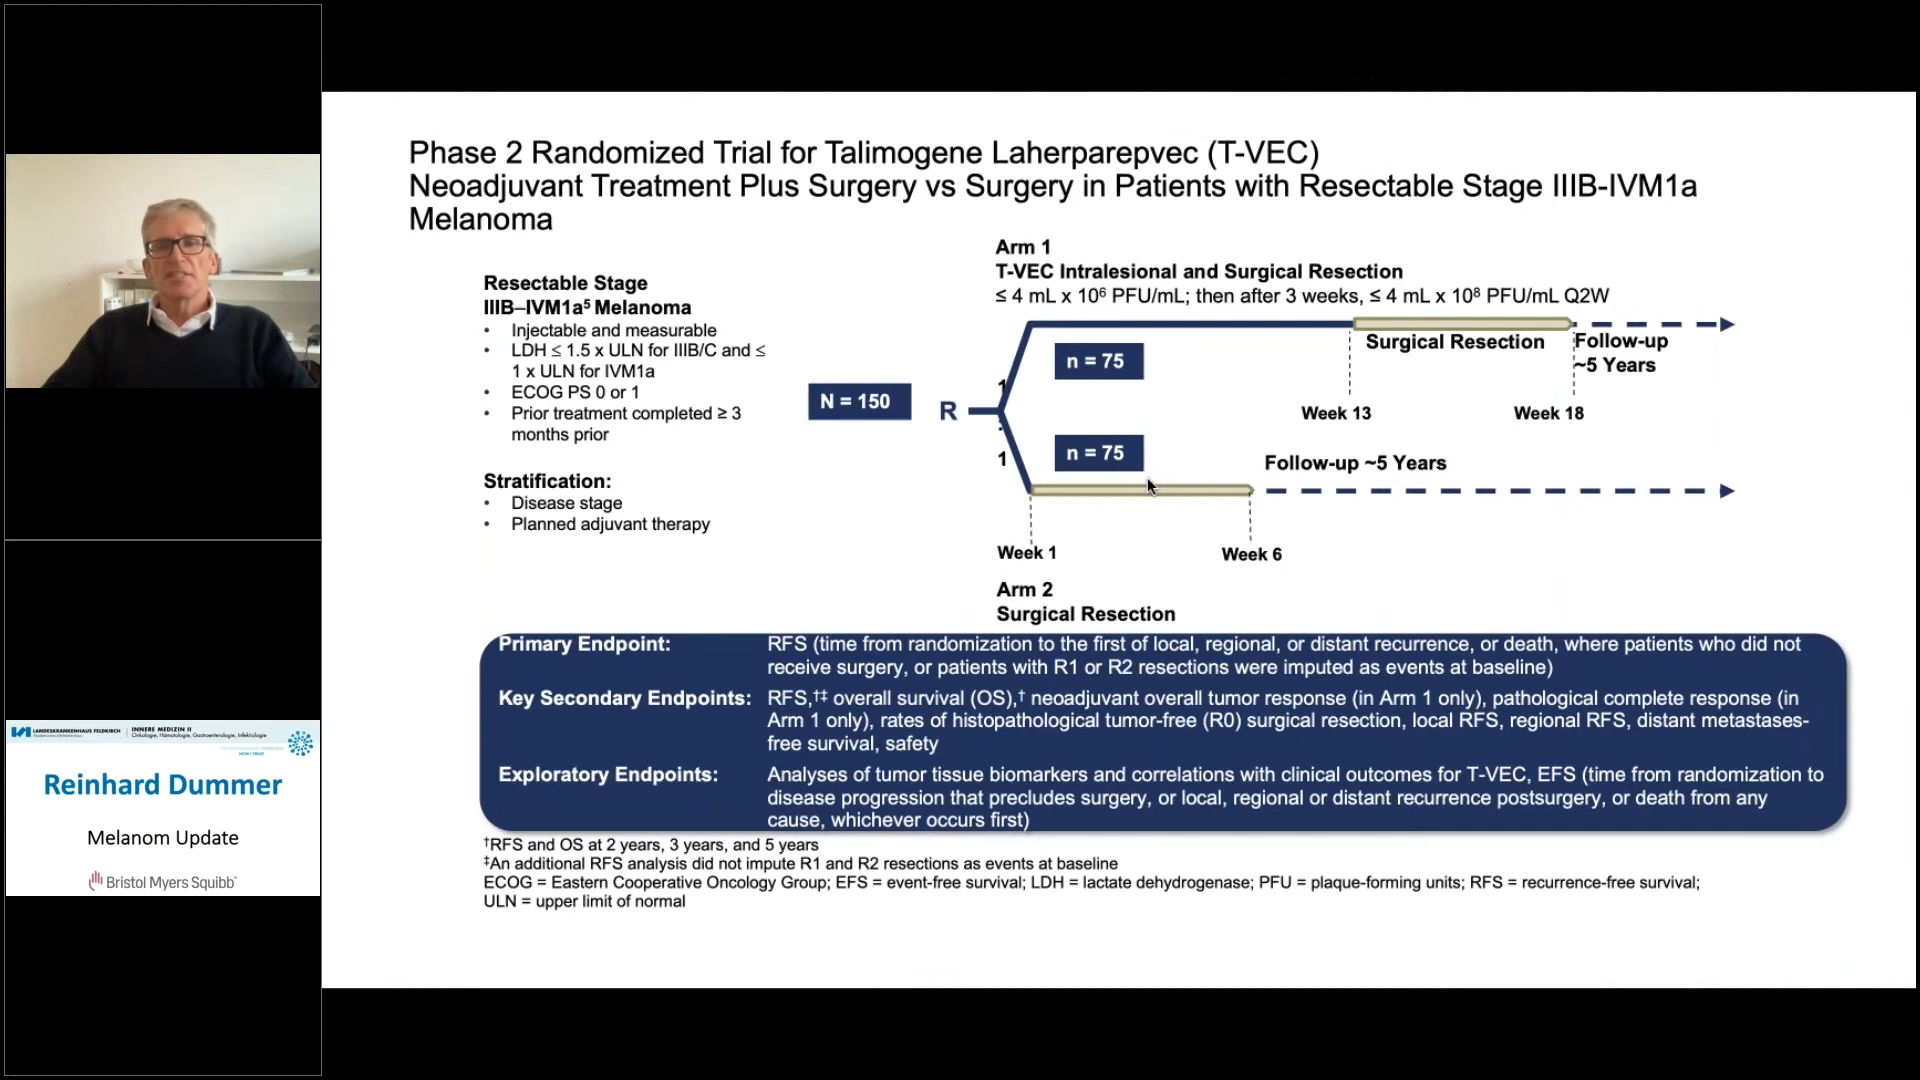 Phase 2 Randomized Trial for Talimogene Laherparepvec (T-VEC)
Neoadjuvant Treatment Plus Surgery vs Surgery in Patients with Resectable Stage IIIB-IVM1a
Melanoma
Resectable Stage
IIIB–IVM1a⁵ Melanoma
• Injectable and measurable
• LDH ≤ 1.5 x ULN for IIIB/C and ≤
1 x ULN for IVM1a
• ECOG PS 0 or 1
• Prior treatment completed ≥ 3
months prior
Stratification:
• Disease stage
• Planned adjuvant therapy
N = 150
R
1
:
1
Arm 1
T-VEC Intralesional and Surgical Resection
≤ 4 mL x 10⁶ PFU/mL; then after 3 weeks, ≤ 4 mL x 10⁸ PFU/mL Q2W
n = 75
Surgical Resection
Follow-up
~5 Years
Week 13
Week 18
n = 75
Follow-up ~5 Years
Week 1
Week 6
Arm 2
Surgical Resection
Primary Endpoint: RFS (time from randomization to the first of local, regional, or distant recurrence, or death, where patients who did not
receive surgery, or patients with R1 or R2 resections were imputed as events at baseline)
Key Secondary Endpoints: RFS,†‡ overall survival (OS),† neoadjuvant overall tumor response (in Arm 1 only), pathological complete response (in
Arm 1 only), rates of histopathological tumor-free (R0) surgical resection, local RFS, regional RFS, distant metastases-
free survival, safety
Exploratory Endpoints: Analyses of tumor tissue biomarkers and correlations with clinical outcomes for T-VEC, EFS (time from randomization to
disease progression that precludes surgery, or local, regional or distant recurrence postsurgery, or death from any
cause, whichever occurs first)
†RFS and OS at 2 years, 3 years, and 5 years
‡An additional RFS analysis did not impute R1 and R2 resections as events at baseline
ECOG = Eastern Cooperative Oncology Group; EFS = event-free survival; LDH = lactate dehydrogenase; PFU = plaque-forming units; RFS = recurrence-free survival;
ULN = upper limit of normal
LANDESKRANKENHAUS FELDKIRCH
INNERE MEDIZIN II
Onkologie, Hämatologie, Gastroenterologie, Infektiologie
Reinhard Dummer
Melanom Update
Bristol Myers Squibb™